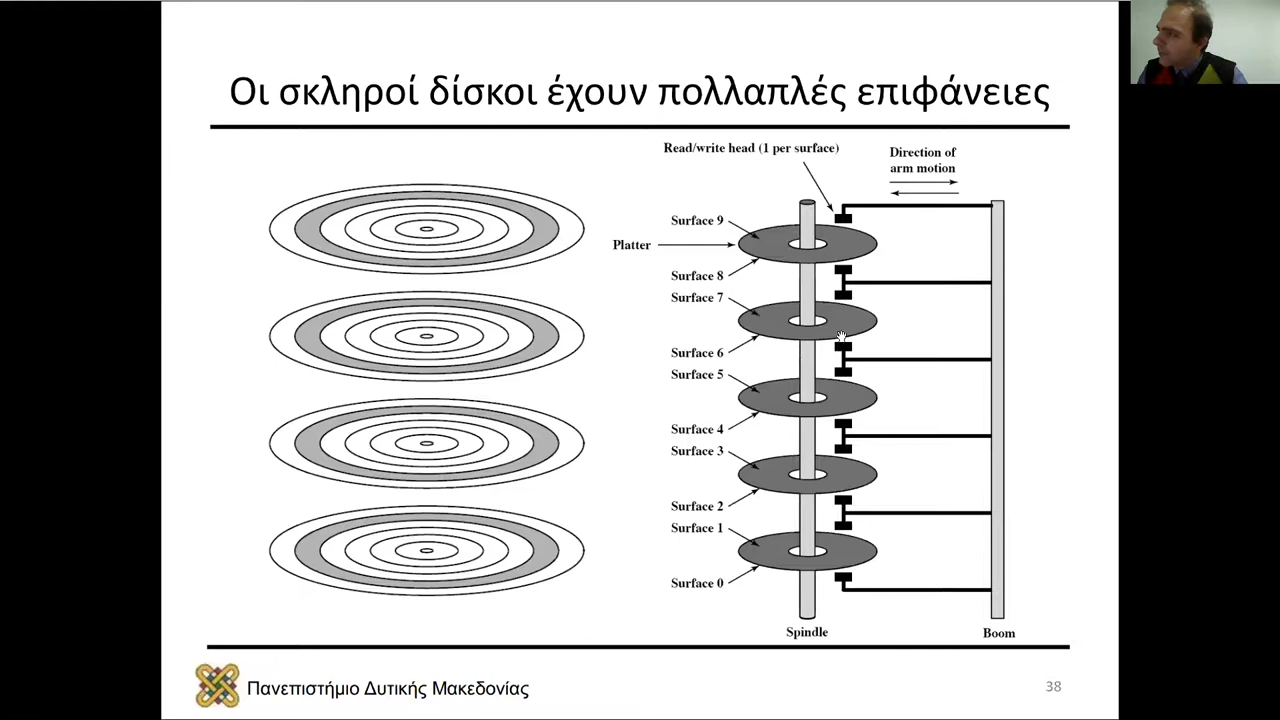 Οι σκληροί δίσκοι έχουν πολλαπλές επιφάνειες
Read/write head (1 per surface)
Direction of
arm motion
Surface 9
Platter
Surface 8
Surface 7
Surface 6
Surface 5
Surface 4
Surface 3
Surface 2
Surface 1
Surface 0
Spindle
Boom
Πανεπιστήμιο Δυτικής Μακεδονίας
38